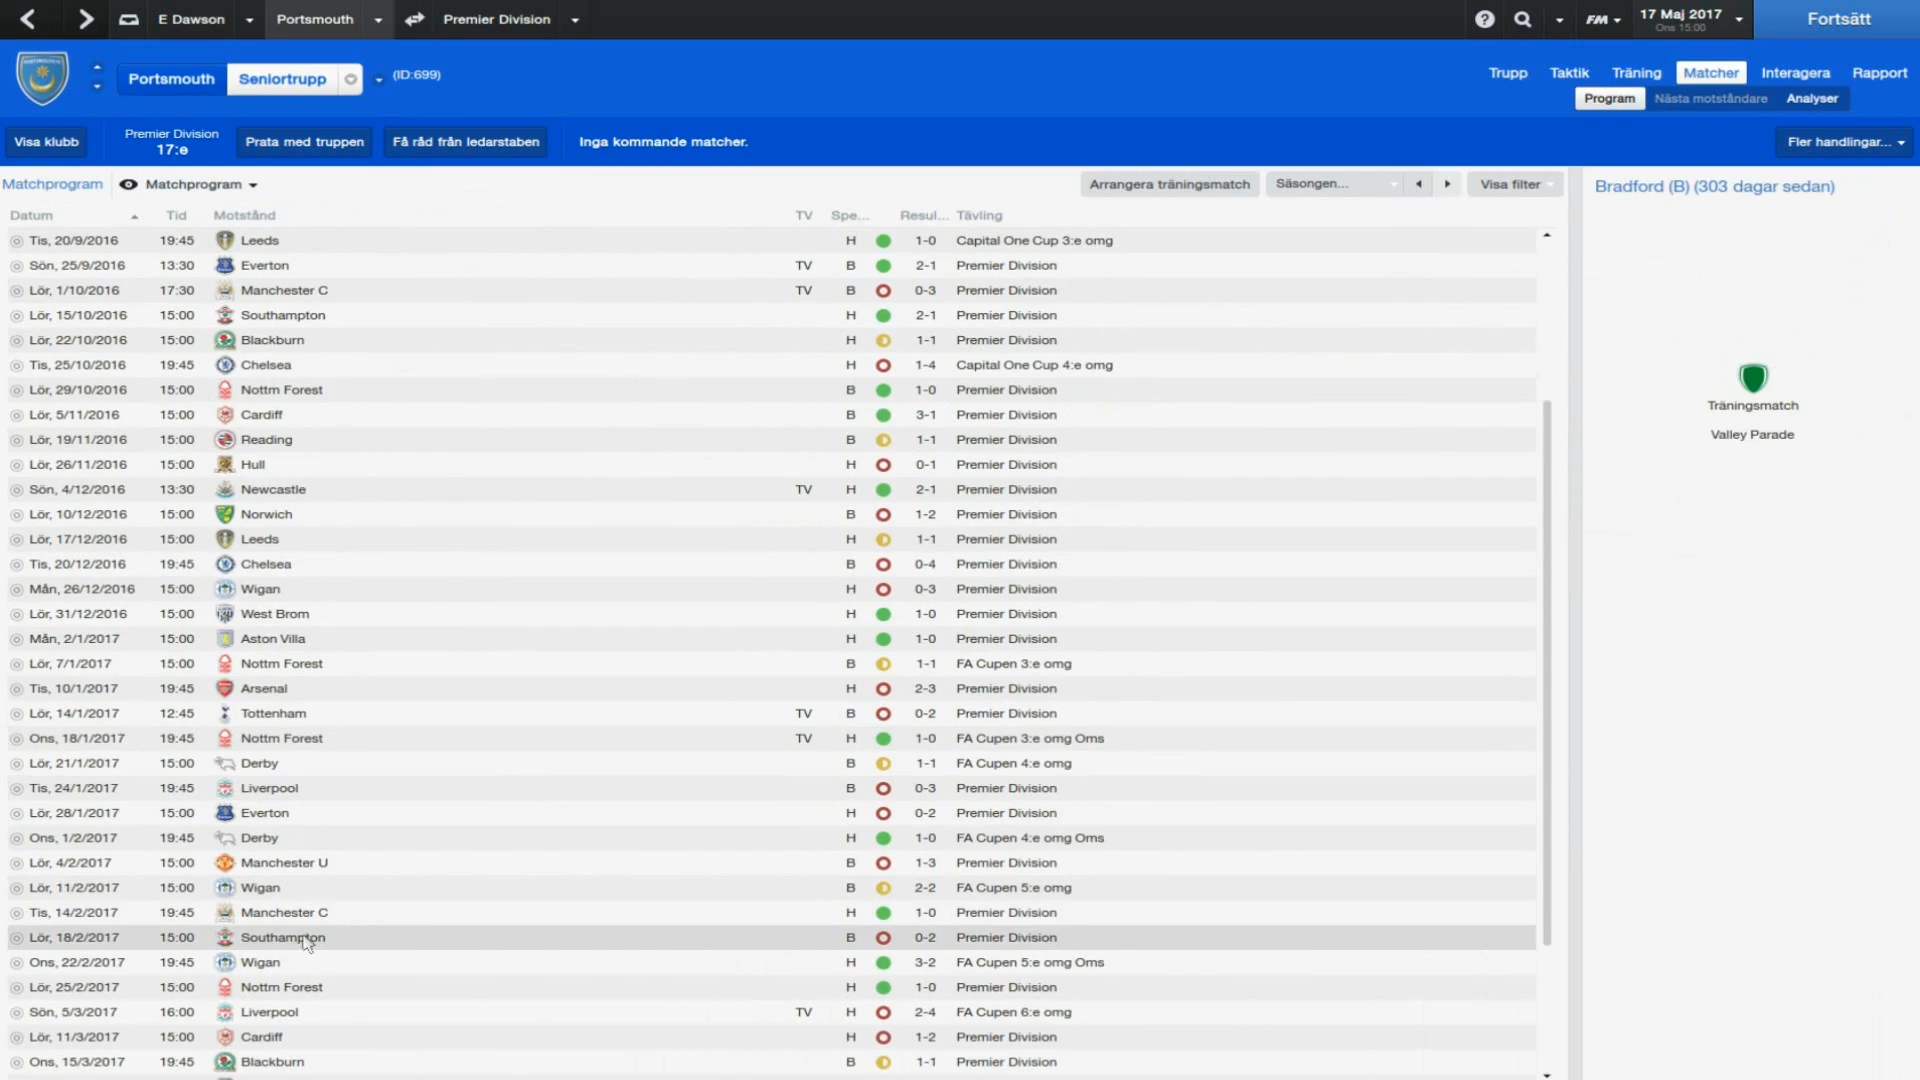 E Dawson Portsmouth Premier Division FM 17 Maj 2017 Fortsätt
Ons 15:00
Portsmouth Seniortrupp (ID:699) Trupp Taktik Träning Matcher Interagera Rapport
Program Nästa motståndare Analyser
Visa klubb Premier Division Prata med truppen Få råd från ledarstaben Inga kommande matcher. Fler handlingar...
17:e
Matchprogram Matchprogram Arrangera träningsmatch Säsongen... Visa filter Bradford (B) (303 dagar sedan)
Datum Tid Motstånd TV Spe... Resul... Tävling
Tis, 20/9/2016 19:45 Leeds H 1-0 Capital One Cup 3:e omg
Sön, 25/9/2016 13:30 Everton TV B 2-1 Premier Division
Lör, 1/10/2016 17:30 Manchester C TV B 0-3 Premier Division
Lör, 15/10/2016 15:00 Southampton H 2-1 Premier Division
Lör, 22/10/2016 15:00 Blackburn H 1-1 Premier Division
Tis, 25/10/2016 19:45 Chelsea H 1-4 Capital One Cup 4:e omg
Lör, 29/10/2016 15:00 Nottm Forest B 1-0 Premier Division
Träningsmatch
Lör, 5/11/2016 15:00 Cardiff B 3-1 Premier Division
Valley Parade
Lör, 19/11/2016 15:00 Reading B 1-1 Premier Division
Lör, 26/11/2016 15:00 Hull H 0-1 Premier Division
Sön, 4/12/2016 13:30 Newcastle TV H 2-1 Premier Division
Lör, 10/12/2016 15:00 Norwich B 1-2 Premier Division
Lör, 17/12/2016 15:00 Leeds H 1-1 Premier Division
Tis, 20/12/2016 19:45 Chelsea B 0-4 Premier Division
Mån, 26/12/2016 15:00 Wigan H 0-3 Premier Division
Lör, 31/12/2016 15:00 West Brom H 1-0 Premier Division
Mån, 2/1/2017 15:00 Aston Villa H 1-0 Premier Division
Lör, 7/1/2017 15:00 Nottm Forest B 1-1 FA Cupen 3:e omg
Tis, 10/1/2017 19:45 Arsenal H 2-3 Premier Division
Lör, 14/1/2017 12:45 Tottenham TV B 0-2 Premier Division
Ons, 18/1/2017 19:45 Nottm Forest TV H 1-0 FA Cupen 3:e omg Oms
Lör, 21/1/2017 15:00 Derby B 1-1 FA Cupen 4:e omg
Tis, 24/1/2017 19:45 Liverpool B 0-3 Premier Division
Lör, 28/1/2017 15:00 Everton H 0-2 Premier Division
Ons, 1/2/2017 19:45 Derby H 1-0 FA Cupen 4:e omg Oms
Lör, 4/2/2017 15:00 Manchester U B 1-3 Premier Division
Lör, 11/2/2017 15:00 Wigan B 2-2 FA Cupen 5:e omg
Tis, 14/2/2017 19:45 Manchester C H 1-0 Premier Division
Lör, 18/2/2017 15:00 Southampton B 0-2 Premier Division
Ons, 22/2/2017 19:45 Wigan H 3-2 FA Cupen 5:e omg Oms
Lör, 25/2/2017 15:00 Nottm Forest H 1-0 Premier Division
Sön, 5/3/2017 16:00 Liverpool TV H 2-4 FA Cupen 6:e omg
Lör, 11/3/2017 15:00 Cardiff H 1-2 Premier Division
Ons, 15/3/2017 19:45 Blackburn B 1-1 Premier Division